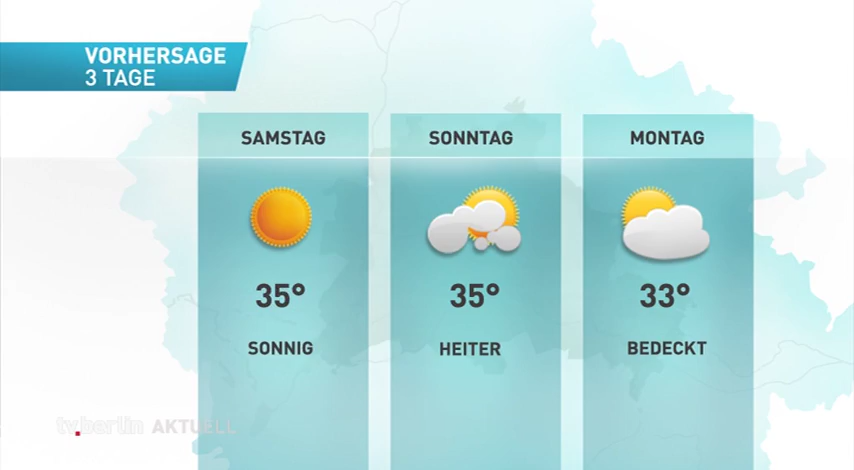 VORHERSAGE
3 TAGE
SAMSTAG
SONNTAG
MONTAG
35°
35°
33°
SONNIG
HEITER
BEDECKT
tv.berlin AKTUELL